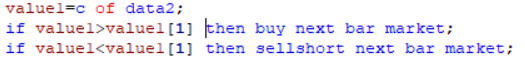 value1=c of data2;
if value1>value1[1] then buy next bar market;
if value1<value1[1] then sellshort next bar market;